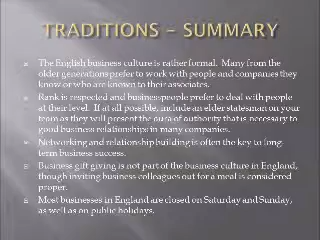 TRADITIONS – SUMMARY
The English business culture is rather formal. Many from the
older generations prefer to work with people and companies they
know or who are known to their associates.
Rank is respected and businesspeople prefer to deal with people
at their level. If at all possible, include an elder statesman on your
team as they will present the aura of authority that is necessary to
good business relationships in many companies.
Networking and relationship building is often the key to long-
term business success.
Business gift giving is not part of the business culture in England,
though inviting business colleagues out for a meal is considered
proper.
Most businesses in England are closed on Saturday and Sunday,
as well as on public holidays.